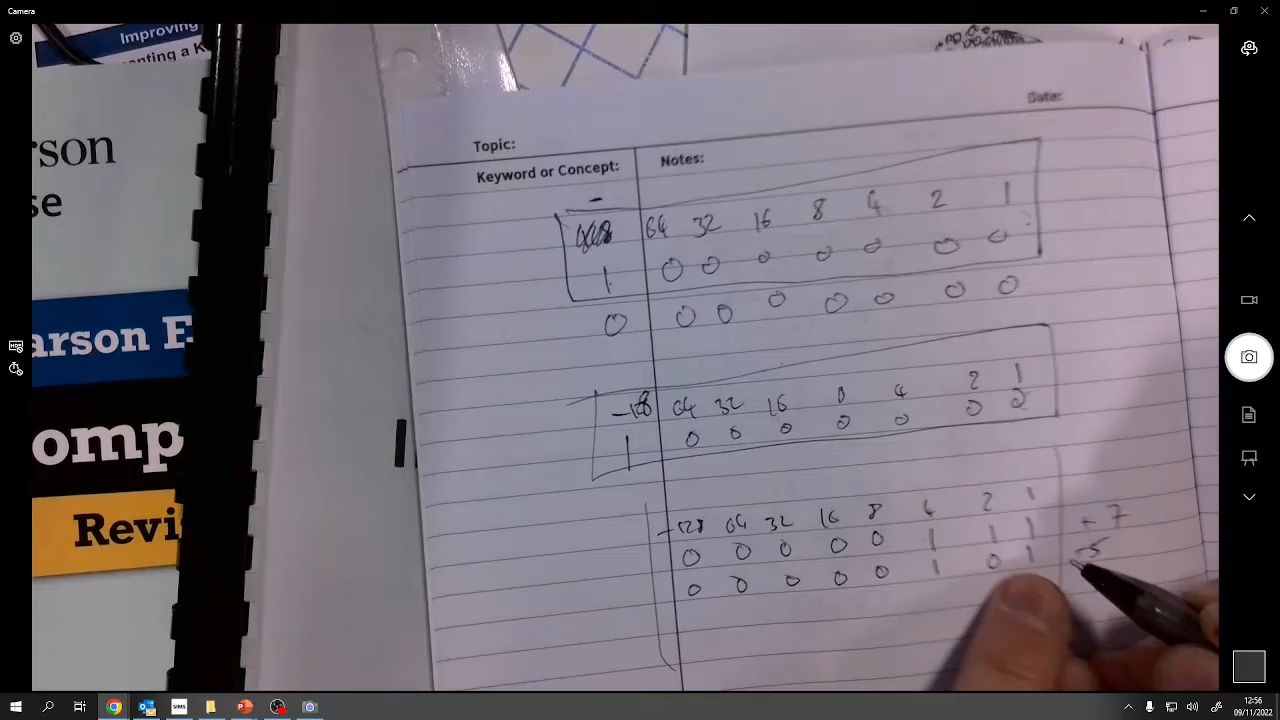 Camera
Improving
enting a K
rson
se
arson E
omp
Revi
Date:
Topic:
Keyword or Concept:
Notes:
-
64 32 16 8 4 2 1
1 0 0 0 0 0 0 0
0 0 0 0 0 0 0 0
-128 64 32 16 8 4 2 1
1 0 0 0 0 0 0 0
-128 64 32 16 8 4 2 1
0 0 0 0 0 1 1 1 + 7
0 0 0 0 0 1 0 1 -5
SIMS
12:56
09/11/2022